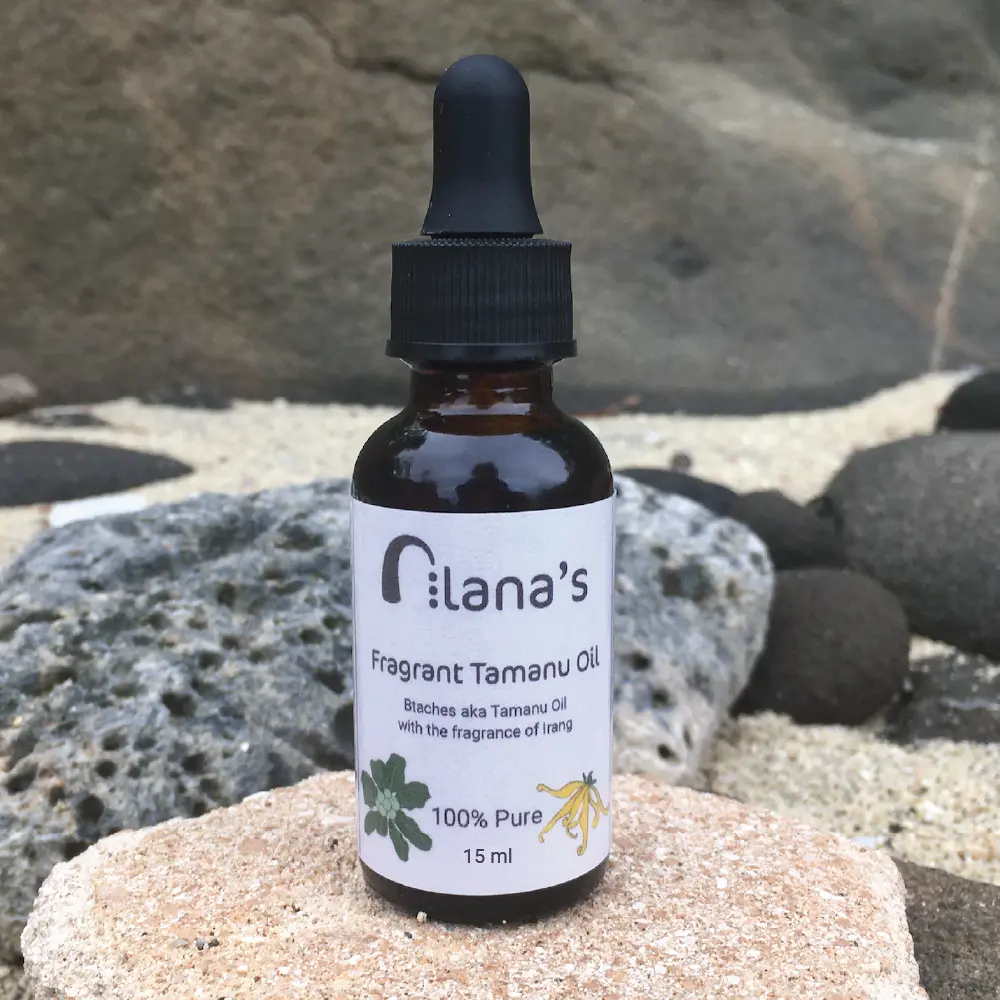 Ilana's
Fragrant Tamanu Oil
Btaches aka Tamanu Oil
with the fragrance of Irang
100% Pure
15 ml